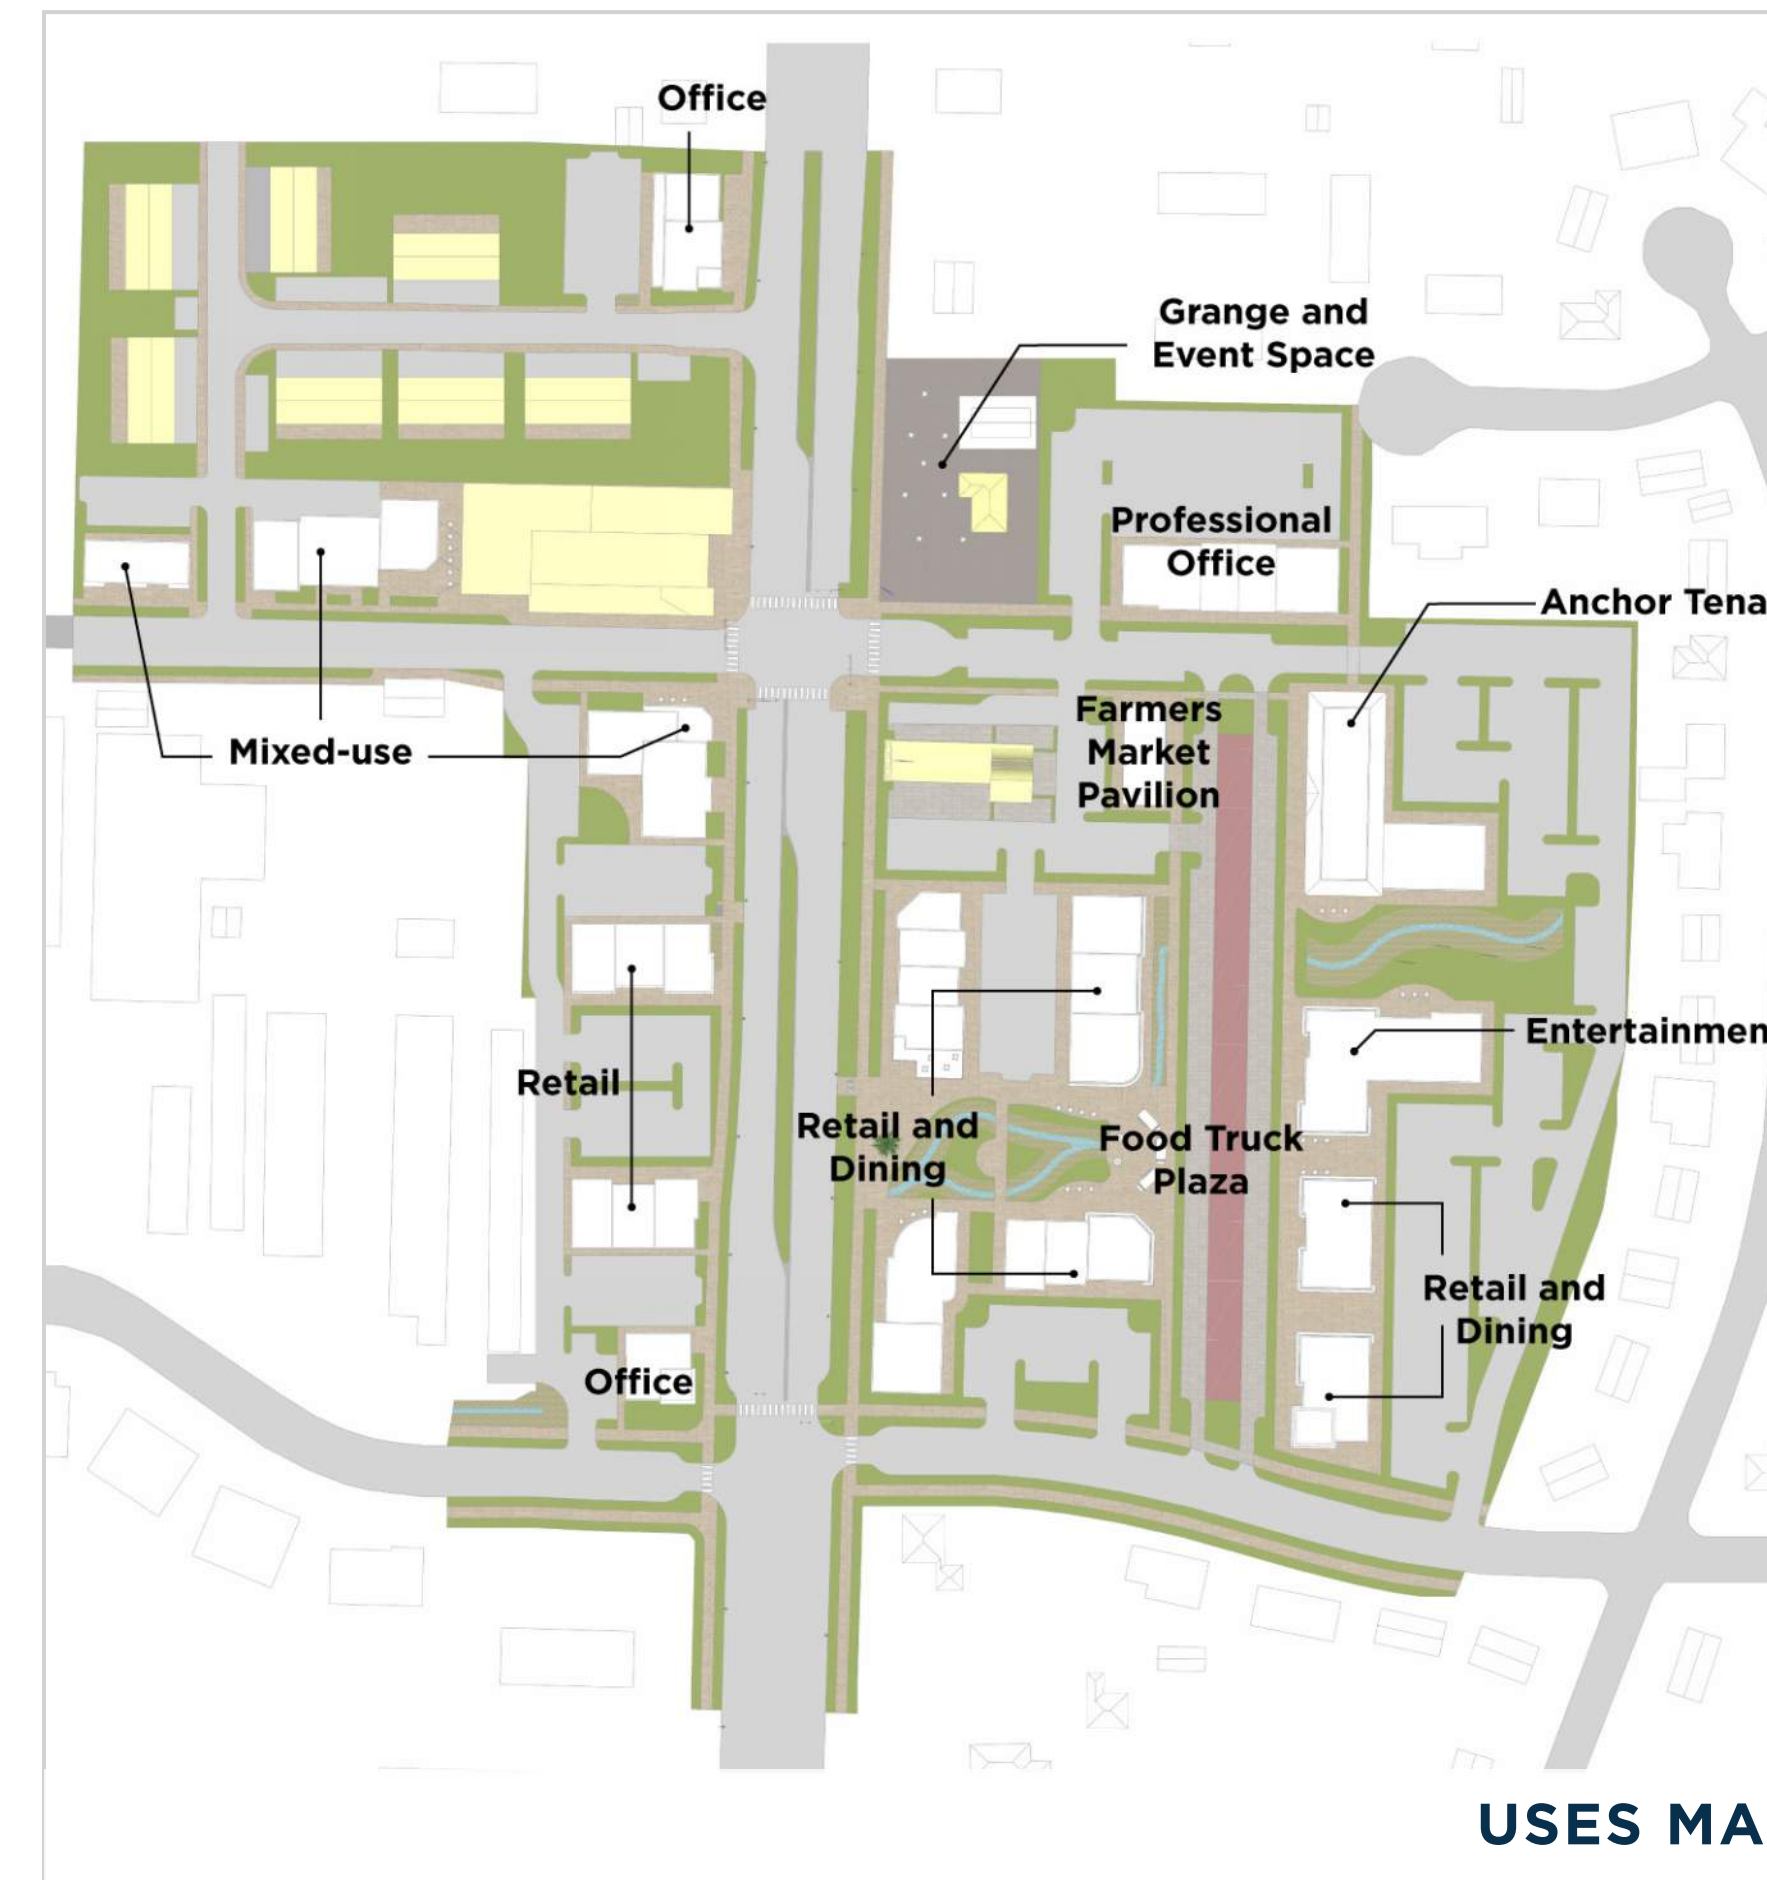 Office
Grange and
Event Space
Professional
Office
Anchor Tena
Farmers
Market
Pavilion
Mixed-use
Entertainmen
Retail
Retail and
Dining
Food Truck
Plaza
Retail and
Dining
Office
USES MA